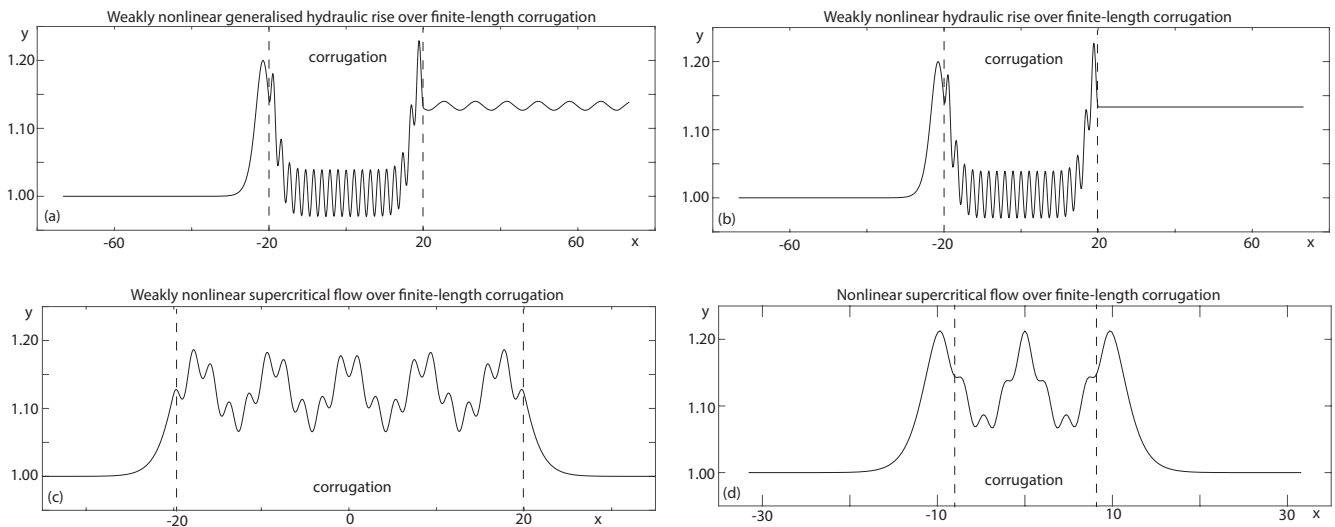 Weakly nonlinear generalised hydraulic rise over finite-length corrugation
y
1.20
1.10
1.00
corrugation
(a)
-60
-20
20
60
x
Weakly nonlinear hydraulic rise over finite-length corrugation
y
1.20
1.10
1.00
corrugation
(b)
-60
-20
20
60
x
Weakly nonlinear supercritical flow over finite-length corrugation
y
1.20
1.10
1.00
corrugation
(c)
-20
0
20
x
Nonlinear supercritical flow over finite-length corrugation
y
1.20
1.10
1.00
corrugation
(d)
-30
-10
10
30
x